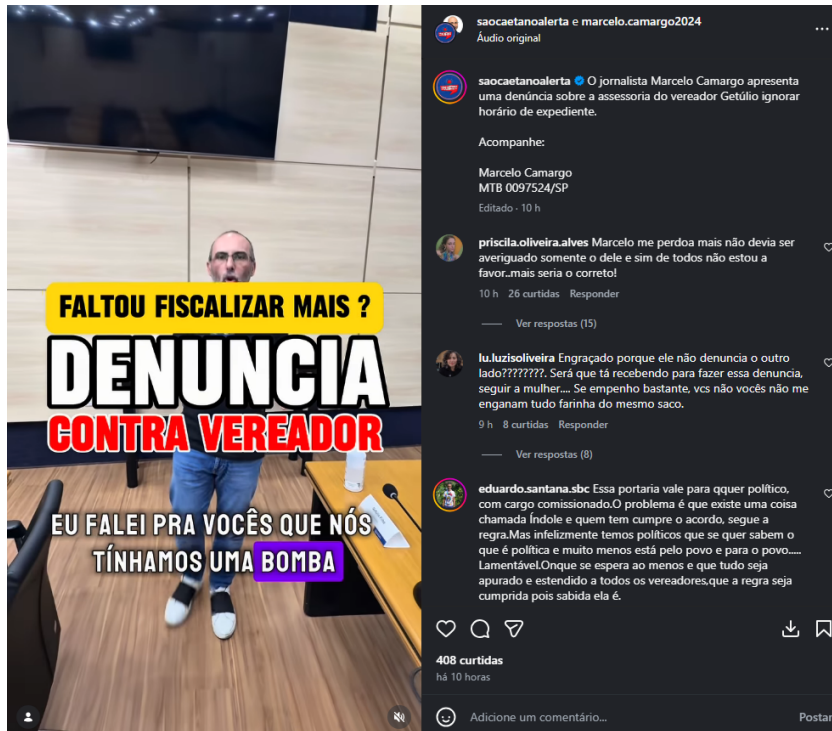 FALTOU FISCALIZAR MAIS ?
DENUNCIA
CONTRA VEREADOR
EU FALEI PRA VOCÊS QUE NÓS
TÍNHAMOS UMA BOMBA
saocaetanoalerta e marcelo.camargo2024
Áudio original
saocaetanoalerta O jornalista Marcelo Camargo apresenta
uma denúncia sobre a assessoria do vereador Getúlio ignorar
horário de expediente.
Acompanhe:
Marcelo Camargo
MTB 0097524/SP
Editado · 10 h
priscila.oliveira.alves Marcelo me perdoa mais não devia ser
averiguado somente o dele e sim de todos não estou a
favor..mais seria o correto!
10 h 26 curtidas Responder
Ver respostas (15)
lu.luzisoliveira Engraçado porque ele não denuncia o outro
lado????????. Será que tá recebendo para fazer essa denuncia,
seguir a mulher.... Se empenho bastante, vcs não vocês não me
enganam tudo farinha do mesmo saco.
9 h 8 curtidas Responder
Ver respostas (8)
eduardo.santana.sbc Essa portaria vale para qquer político,
com cargo comissionado.O problema é que existe uma coisa
chamada Índole e quem tem cumpre o acordo, segue a
regra.Mas infelizmente temos políticos que se quer sabem o
que é política e muito menos está pelo povo e para o povo.....
Lamentável.Onque se espera ao menos e que tudo seja
apurado e estendido a todos os vereadores,que a regra seja
cumprida pois sabida ela é.
408 curtidas
há 10 horas
Adicione um comentário...
Postar